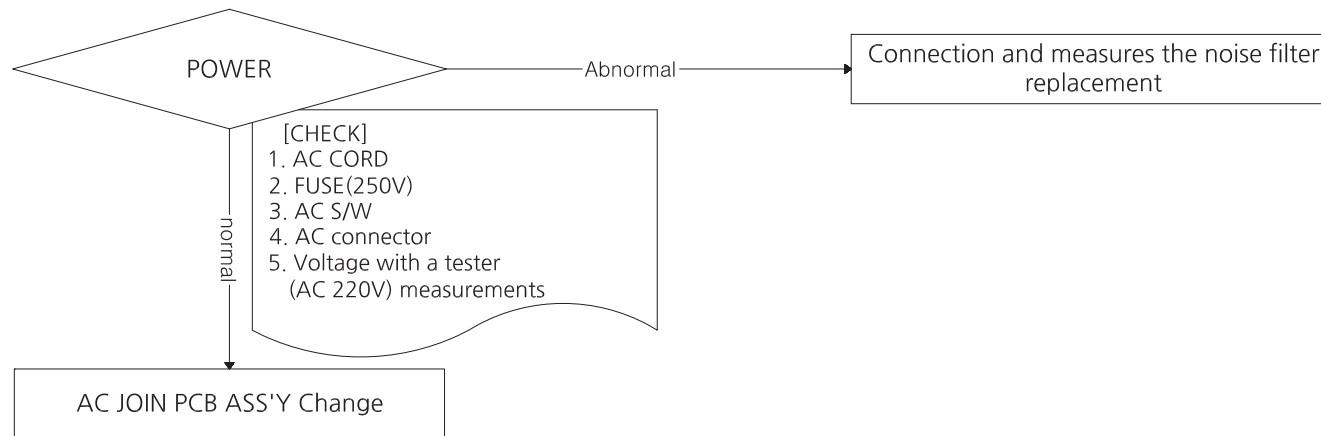 POWER
Abnormal
Connection and measures the noise filter
replacement
[CHECK]
1. AC CORD
2. FUSE(250V)
3. AC S/W
4. AC connector
5. Voltage with a tester
(AC 220V) measurements
normal
AC JOIN PCB ASS'Y Change